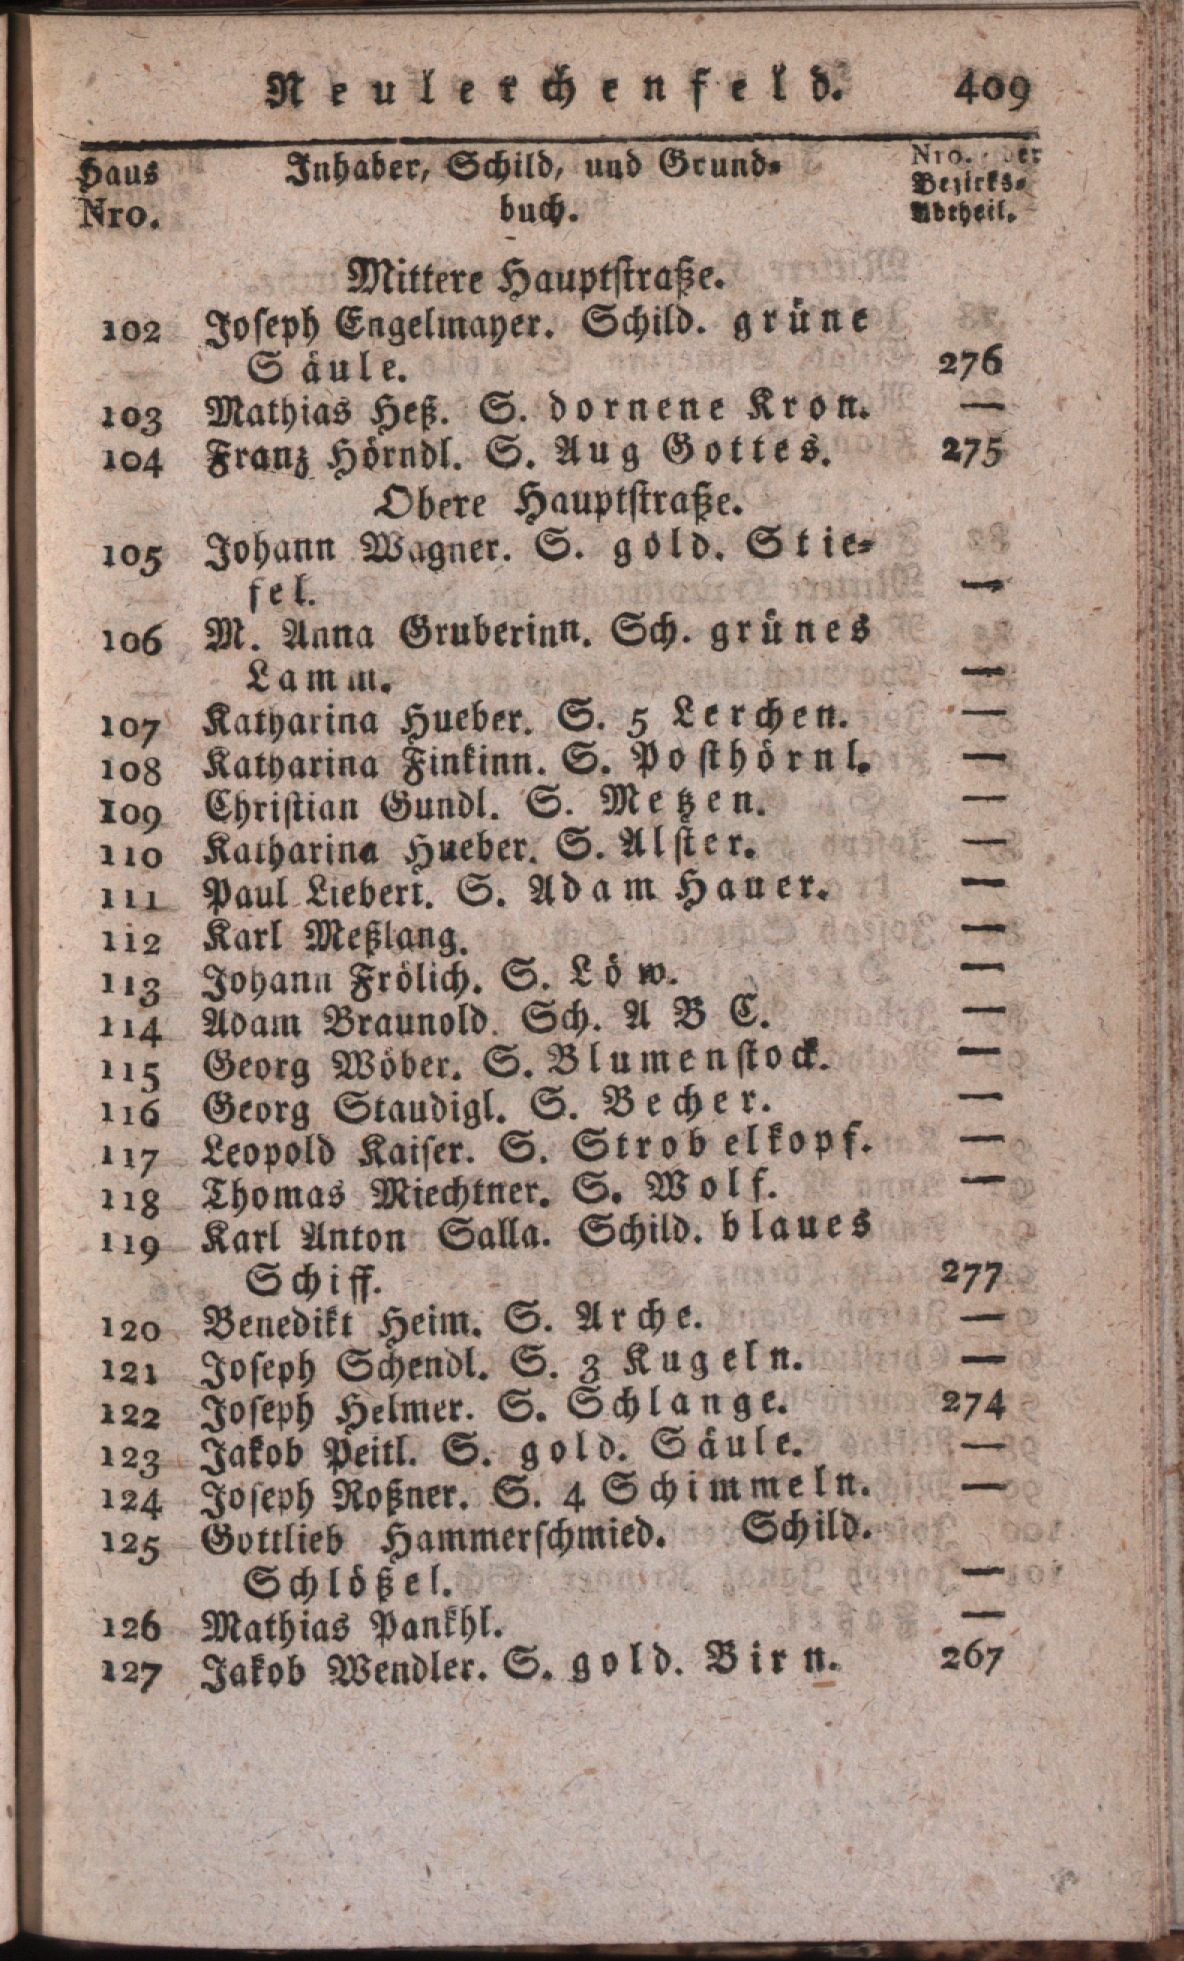 Neulerchenfeld. 409
Haus Inhaber, Schild, und Grund- Nro. der
Bezirks-
Nro. buch. Abtheil.
Mittere Hauptstraße.
102 Joseph Engelmayer. Schild. grüne
Säule. 276
103 Mathias Heß. S. dornene Kron. —
104 Franz Hörndl. S. Aug Gottes. 275
Obere Hauptstraße.
105 Johann Wagner. S. gold. Stie-
fel. —
106 M. Anna Gruberinn. Sch. grünes
Lamm. —
107 Katharina Hueber. S. 5 Lerchen. —
108 Katharina Finkinn. S. Posthörnl. —
109 Christian Gundl. S. Metzen. —
110 Katharina Hueber. S. Alster. —
111 Paul Liebert. S. Adam Hauer. —
112 Karl Meßlang. —
113 Johann Frölich. S. Löw. —
114 Adam Braunold. Sch. A B C. —
115 Georg Wöber. S. Blumenstock. —
116 Georg Staudigl. S. Becher. —
117 Leopold Kaiser. S. Strobelkopf. —
118 Thomas Miechtner. S. Wolf. —
119 Karl Anton Salla. Schild. blaues
Schiff. 277
120 Benedikt Heim. S. Arche. —
121 Joseph Schendl. S. 3 Kugeln. —
122 Joseph Helmer. S. Schlange. 274
123 Jakob Peitl. S. gold. Säule. —
124 Joseph Roßner. S. 4 Schimmeln. —
125 Gottlieb Hammerschmied. Schild.
Schlößel. —
126 Mathias Pankhl. —
127 Jakob Wendler. S. gold. Birn. 267